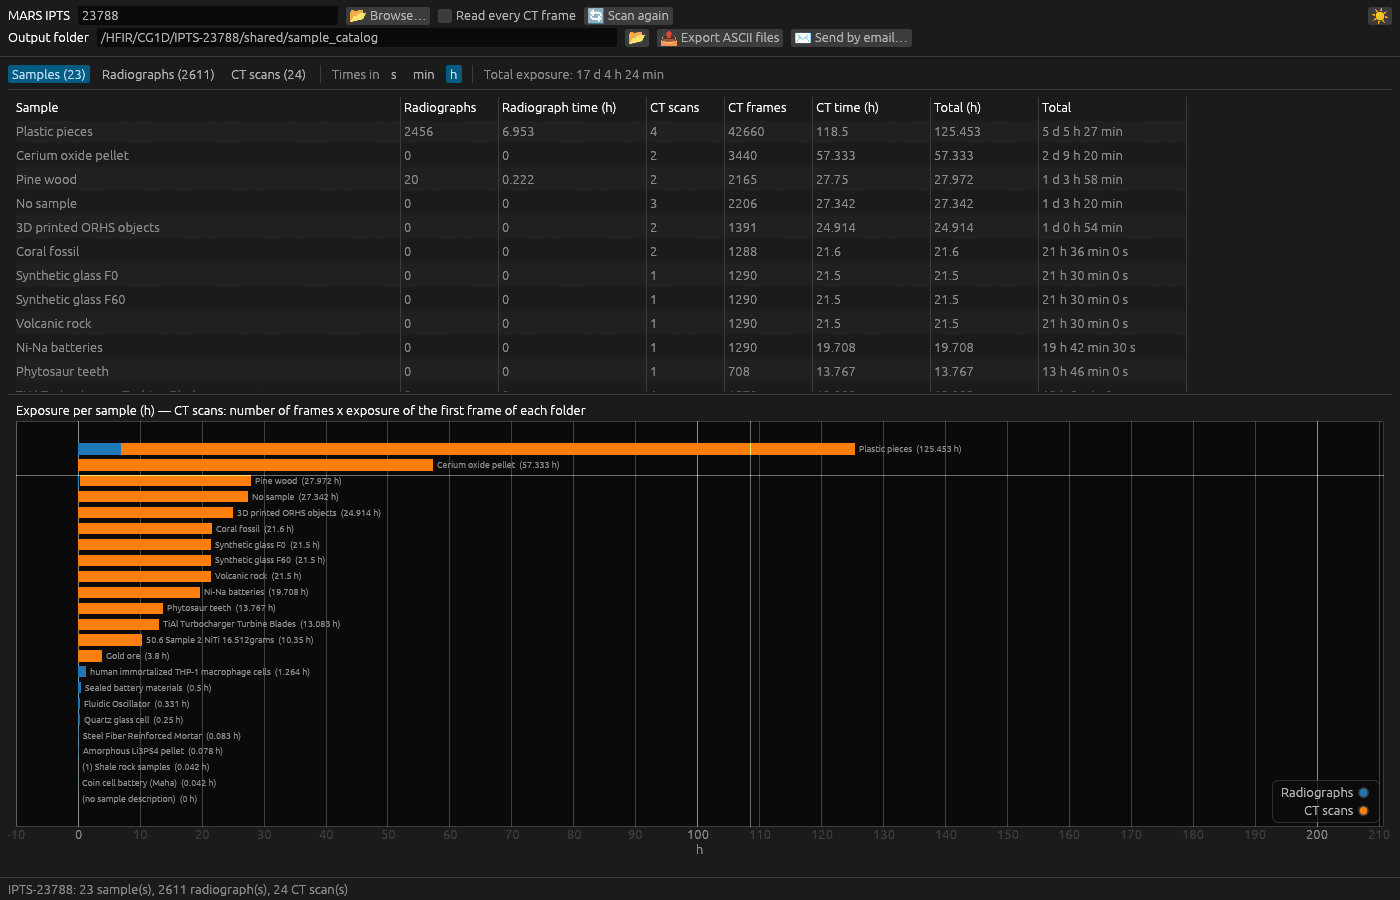 MARS IPTS 23788 Browse... Read every CT frame Scan again
Output folder /HFIR/CG1D/IPTS-23788/shared/sample_catalog Export ASCII files Send by email...
Samples (23) Radiographs (2611) CT scans (24) Times in s min h Total exposure: 17 d 4 h 24 min
Sample Radiographs Radiograph time (h) CT scans CT frames CT time (h) Total (h) Total
Plastic pieces 2456 6.953 4 42660 118.5 125.453 5 d 5 h 27 min
Cerium oxide pellet 0 0 2 3440 57.333 57.333 2 d 9 h 20 min
Pine wood 20 0.222 2 2165 27.75 27.972 1 d 3 h 58 min
No sample 0 0 3 2206 27.342 27.342 1 d 3 h 20 min
3D printed ORHS objects 0 0 2 1391 24.914 24.914 1 d 0 h 54 min
Coral fossil 0 0 2 1288 21.6 21.6 21 h 36 min 0 s
Synthetic glass F0 0 0 1 1290 21.5 21.5 21 h 30 min 0 s
Synthetic glass F60 0 0 1 1290 21.5 21.5 21 h 30 min 0 s
Volcanic rock 0 0 1 1290 21.5 21.5 21 h 30 min 0 s
Ni-Na batteries 0 0 1 1290 19.708 19.708 19 h 42 min 30 s
Phytosaur teeth 0 0 1 708 13.767 13.767 13 h 46 min 0 s
Exposure per sample (h) — CT scans: number of frames x exposure of the first frame of each folder
Plastic pieces (125.453 h)
Cerium oxide pellet (57.333 h)
Pine wood (27.972 h)
No sample (27.342 h)
3D printed ORHS objects (24.914 h)
Coral fossil (21.6 h)
Synthetic glass F0 (21.5 h)
Synthetic glass F60 (21.5 h)
Volcanic rock (21.5 h)
Ni-Na batteries (19.708 h)
Phytosaur teeth (13.767 h)
TiAl Turbocharger Turbine Blades (13.083 h)
50.6 Sample 2 NiTi 16.512grams (10.35 h)
Gold ore (3.8 h)
human immortalized THP-1 macrophage cells (1.264 h)
Sealed battery materials (0.5 h)
Fluidic Oscillator (0.331 h)
Quartz glass cell (0.25 h)
Steel Fiber Reinforced Mortar (0.083 h)
Amorphous Li3PS4 pellet (0.078 h)
(1) Shale rock samples (0.042 h)
Coin cell battery (Maha) (0.042 h)
(no sample description) (0 h)
Radiographs
CT scans
-10 0 10 20 30 40 50 60 70 80 90 100 110 120 130 140 150 160 170 180 190 200 210
h
IPTS-23788: 23 sample(s), 2611 radiograph(s), 24 CT scan(s)